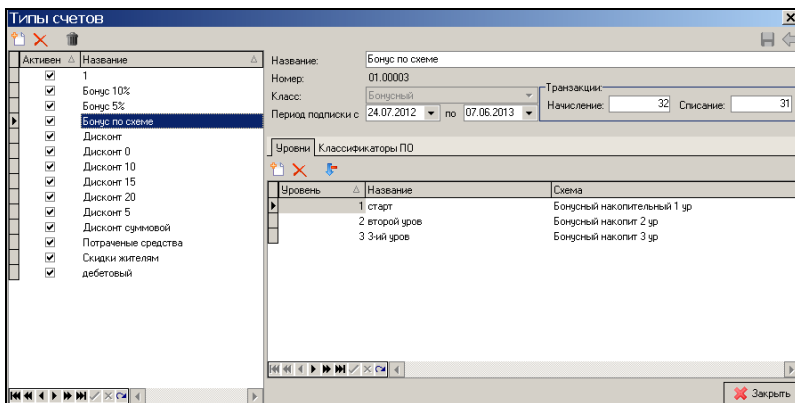 Типы счетов
Активен Название
1
Бонус 10%
Бонус 5%
Бонус по схеме
Дисконт
Дисконт 0
Дисконт 10
Дисконт 15
Дисконт 20
Дисконт 5
Дисконт суммовой
Потраченые средства
Скидки жителям
дебетовый
Название: Бонус по схеме
Номер: 01.00003
Класс: Бонусный
Период подписки с 24.07.2012 по 07.06.2013
Транзакции:
Начисление: 32 Списание: 31
Уровни Классификаторы ПО
Уровень Название Схема
1 старт Бонусный накопительный 1 ур
2 второй уров Бонусный накопит 2 ур
3 3-ий уров Бонусный накопит 3 ур
Закрыть